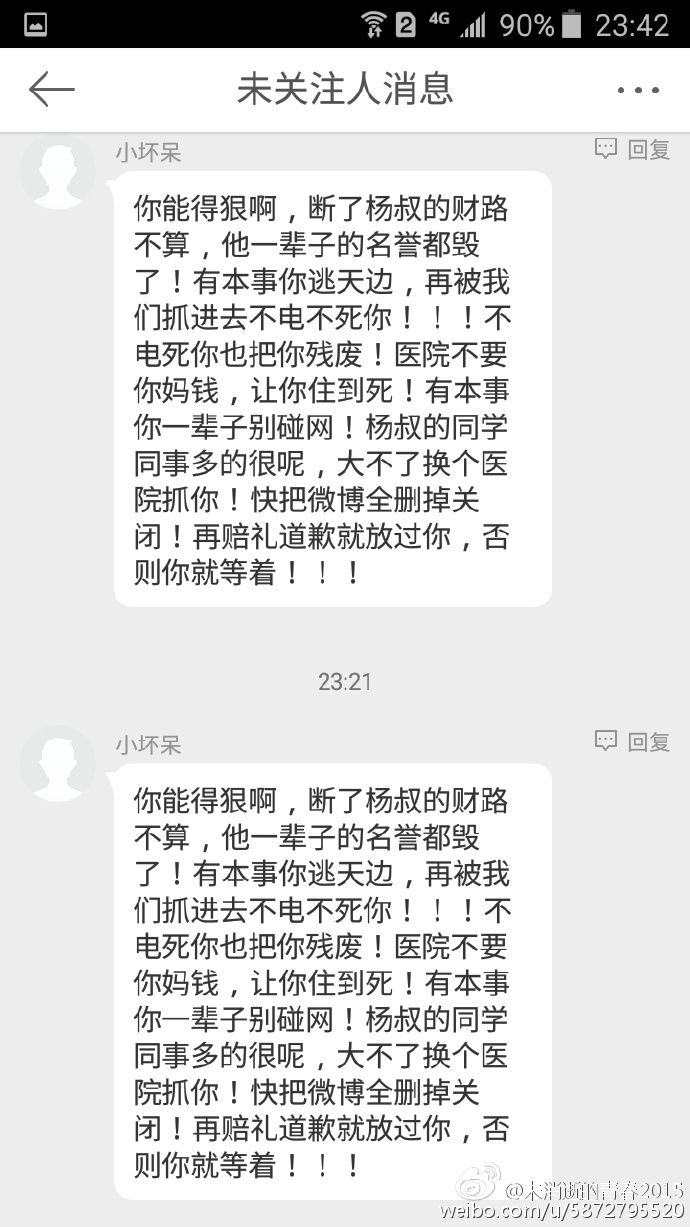 2 4G 90% 23:42
未关注人消息
小坏呆 回复
你能得狠啊，断了杨叔的财路
不算，他一辈子的名誉都毁
了！有本事你逃天边，再被我
们抓进去不电不死你！！！不
电死你也把你残废！医院不要
你妈钱，让你住到死！有本事
你一辈子别碰网！杨叔的同学
同事多的很呢，大不了换个医
院抓你！快把微博全删掉关
闭！再赔礼道歉就放过你，否
则你就等着！！！
23:21
小坏呆 回复
你能得狠啊，断了杨叔的财路
不算，他一辈子的名誉都毁
了！有本事你逃天边，再被我
们抓进去不电不死你！！！不
电死你也把你残废！医院不要
你妈钱，让你住到死！有本事
你一辈子别碰网！杨叔的同学
同事多的很呢，大不了换个医
院抓你！快把微博全删掉关
闭！再赔礼道歉就放过你，否
则你就等着！！！
@未消逝的青春2015
weibo.com/u/5872795520